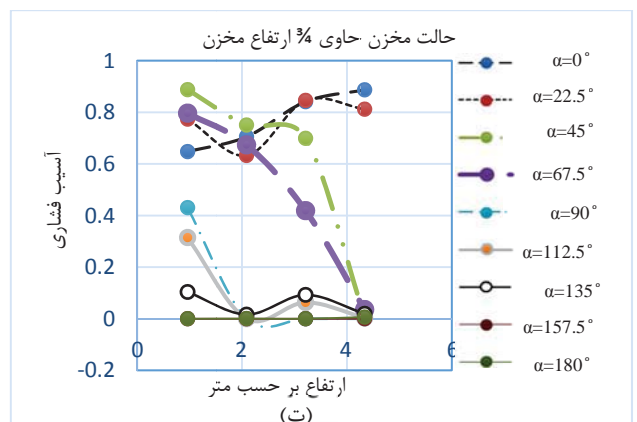 حالت مخزن حاوی ¾ ارتفاع مخزن
1
0.8
0.6
0.4
0.2
0
-0.2
0 2 4 6
آسیب فشاری
ارتفاع بر حسب متر
(ت)
α=0°
α=22.5°
α=45°
α=67.5°
α=90°
α=112.5°
α=135°
α=157.5°
α=180°